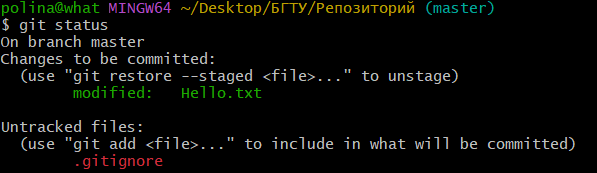 polina@what MINGW64 ~/Desktop/БГТУ/Репозиторий (master)
$ git status
On branch master
Changes to be committed:
  (use "git restore --staged <file>..." to unstage)
        modified:   Hello.txt

Untracked files:
  (use "git add <file>..." to include in what will be committed)
        .gitignore